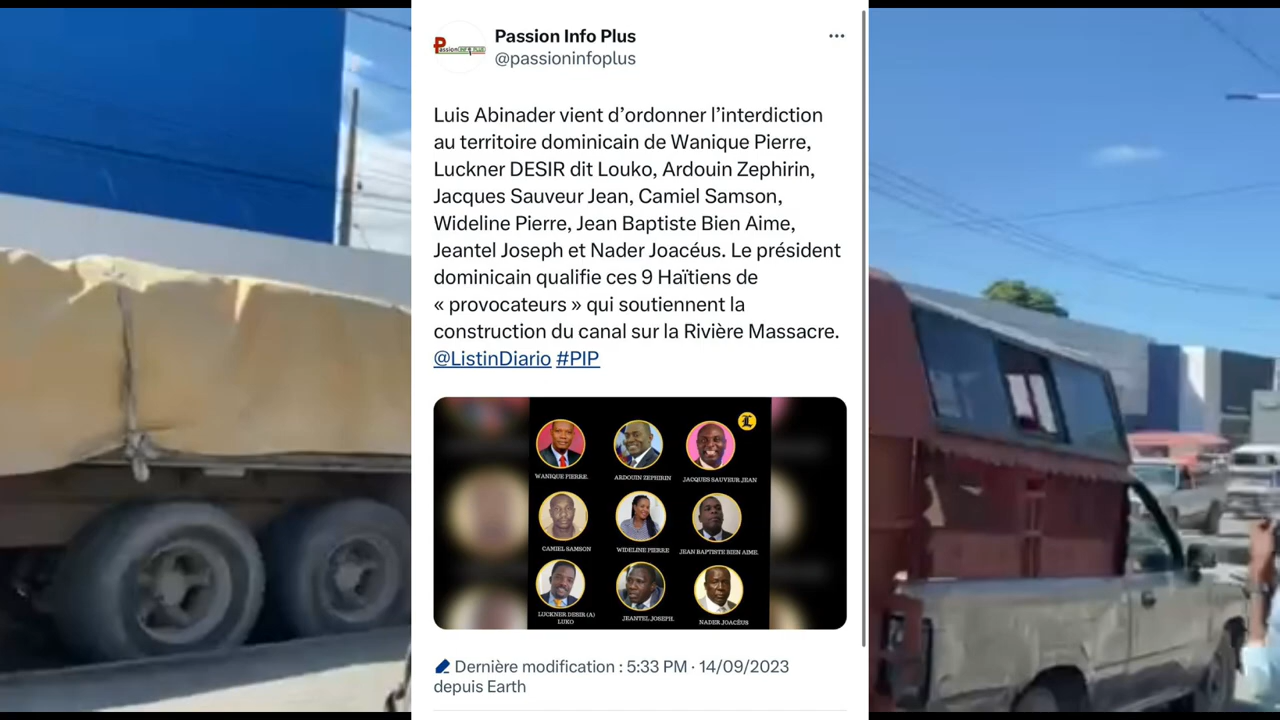 Passion Info Plus
@passioninfoplus
Luis Abinader vient d’ordonner l’interdiction
au territoire dominicain de Wanique Pierre,
Luckner DESIR dit Louko, Ardouin Zephirin,
Jacques Sauveur Jean, Camiel Samson,
Wideline Pierre, Jean Baptiste Bien Aime,
Jeantel Joseph et Nader Joacéus. Le président
dominicain qualifie ces 9 Haïtiens de
« provocateurs » qui soutiennent la
construction du canal sur la Rivière Massacre.
@ListinDiario #PIP
L
WANIQUE PIERRE.
ARDOUIN ZEPHIRIN
JACQUES SAUVEUR JEAN
CAMIEL SAMSON
WIDELINE PIERRE
JEAN BAPTISTE BIEN AIME.
LUCKNER DESIR (A)
LUKO
JEANTEL JOSEPH.
NADER JOACÉUS
Dernière modification : 5:33 PM · 14/09/2023
depuis Earth